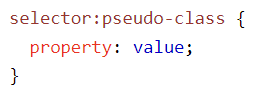 selector:pseudo-class {
  property: value;
}